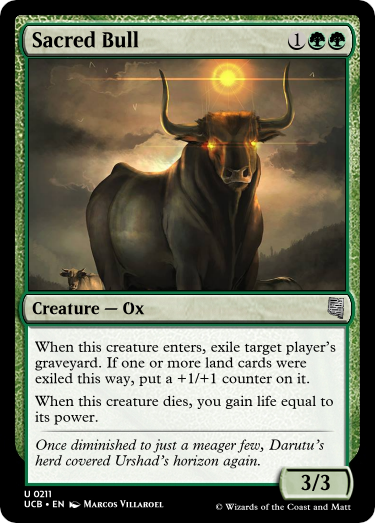 Sacred Bull 1
Creature — Ox
When this creature enters, exile target player's
graveyard. If one or more land cards were
exiled this way, put a +1/+1 counter on it.
When this creature dies, you gain life equal to
its power.
Once diminished to just a meager few, Darutu's
herd covered Urshad's horizon again.
3/3
U 0211
UCB • EN Marcos Villaroel © Wizards of the Coast and Matt